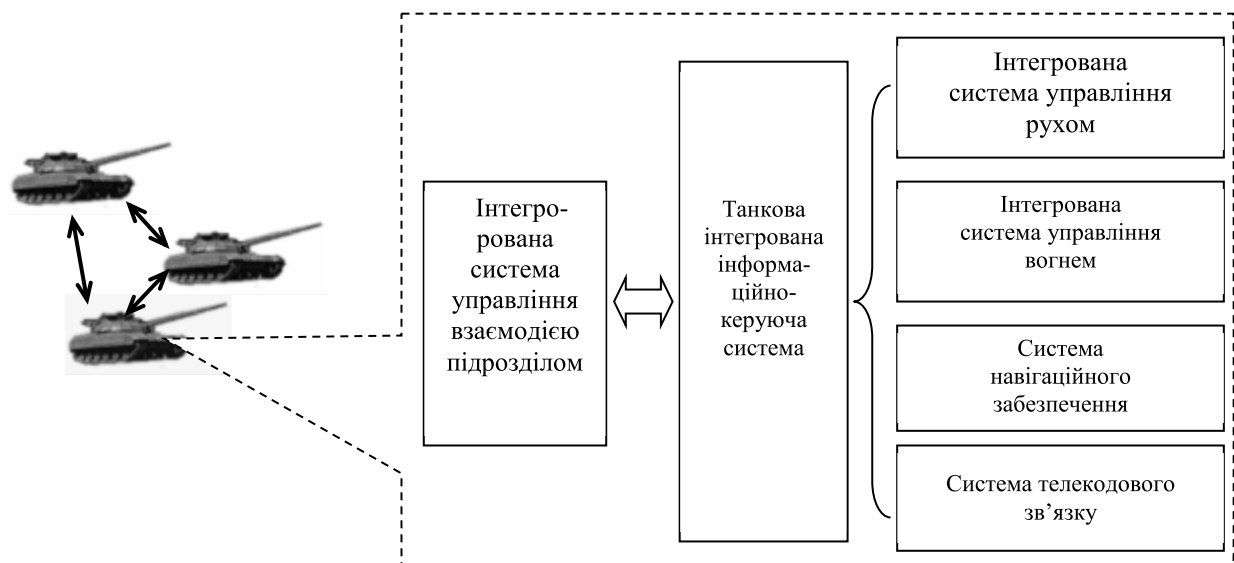 Інтегро-
рована
система
управління
взаємодією
підрозділом
Танкова
інтегрована
інформа-
ційно-
керуюча
система
Інтегрована
система управління
рухом
Інтегрована
система управління
вогнем
Система
навігаційного
забезпечення
Система телекодового
зв’язку